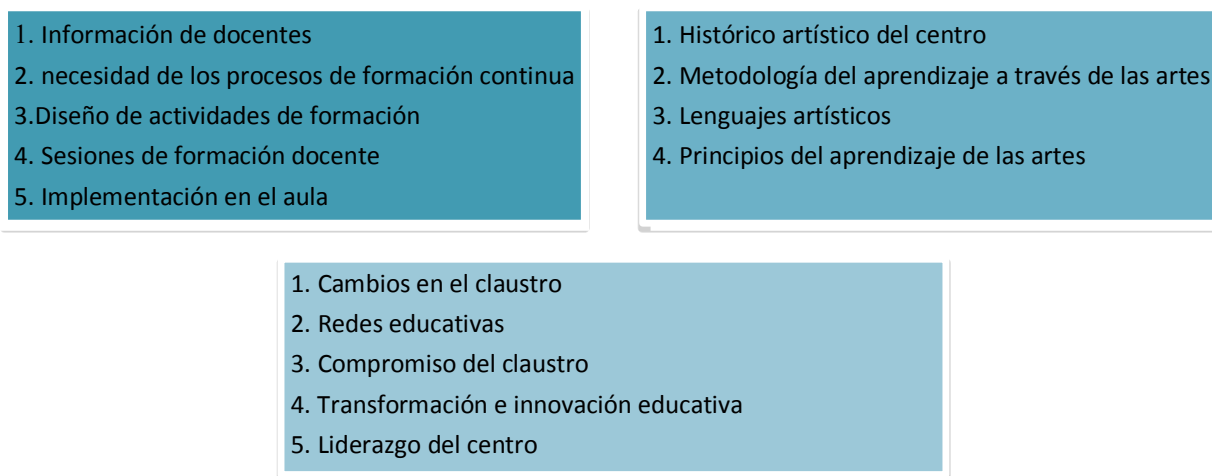 1. Información de docentes
2. necesidad de los procesos de formación continua
3.Diseño de actividades de formación
4. Sesiones de formación docente
5. Implementación en el aula
1. Histórico artístico del centro
2. Metodología del aprendizaje a través de las artes
3. Lenguajes artísticos
4. Principios del aprendizaje de las artes
1. Cambios en el claustro
2. Redes educativas
3. Compromiso del claustro
4. Transformación e innovación educativa
5. Liderazgo del centro